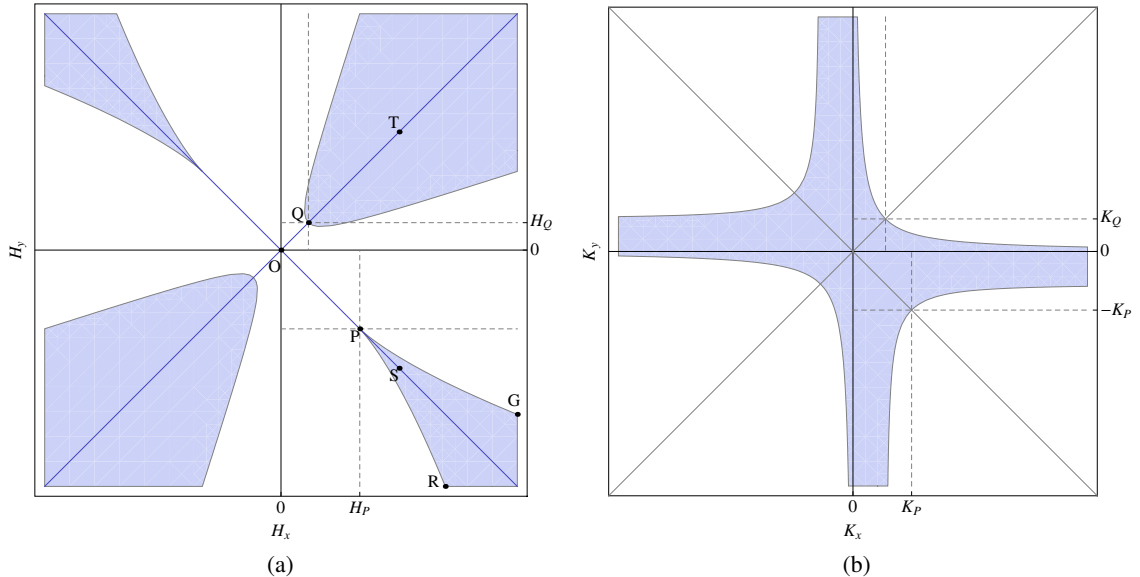 T
Q
H_Q
H_y
0
O
P
S
G
R
0
H_P
H_x
(a)
K_Q
K_y
0
−K_P
0
K_P
K_x
(b)